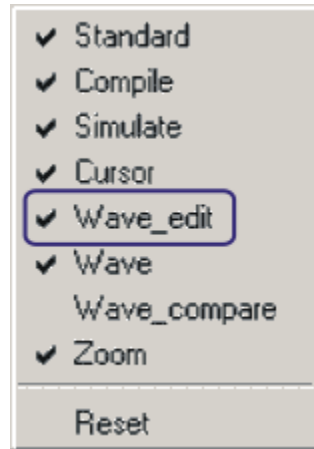 Standard
Compile
Simulate
Cursor
Wave_edit
Wave
Wave_compare
Zoom
Reset